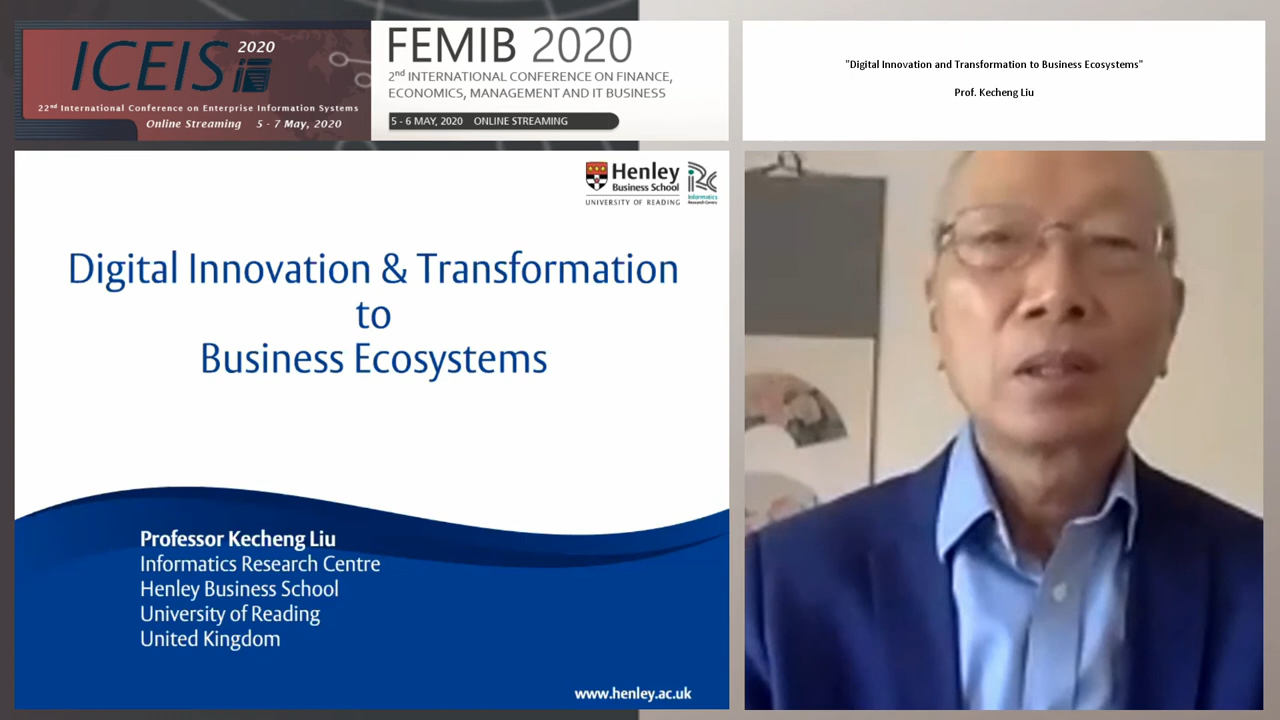 ICEIS 2020
22nd International Conference on Enterprise Information Systems
Online Streaming 5 - 7 May, 2020
FEMIB 2020
2nd INTERNATIONAL CONFERENCE ON FINANCE,
ECONOMICS, MANAGEMENT AND IT BUSINESS
5 - 6 MAY, 2020 ONLINE STREAMING
"Digital Innovation and Transformation to Business Ecosystems"
Prof. Kecheng Liu
Henley
Business School
UNIVERSITY OF READING
Informatics
Research Centre
Digital Innovation & Transformation
to
Business Ecosystems
Professor Kecheng Liu
Informatics Research Centre
Henley Business School
University of Reading
United Kingdom
www.henley.ac.uk